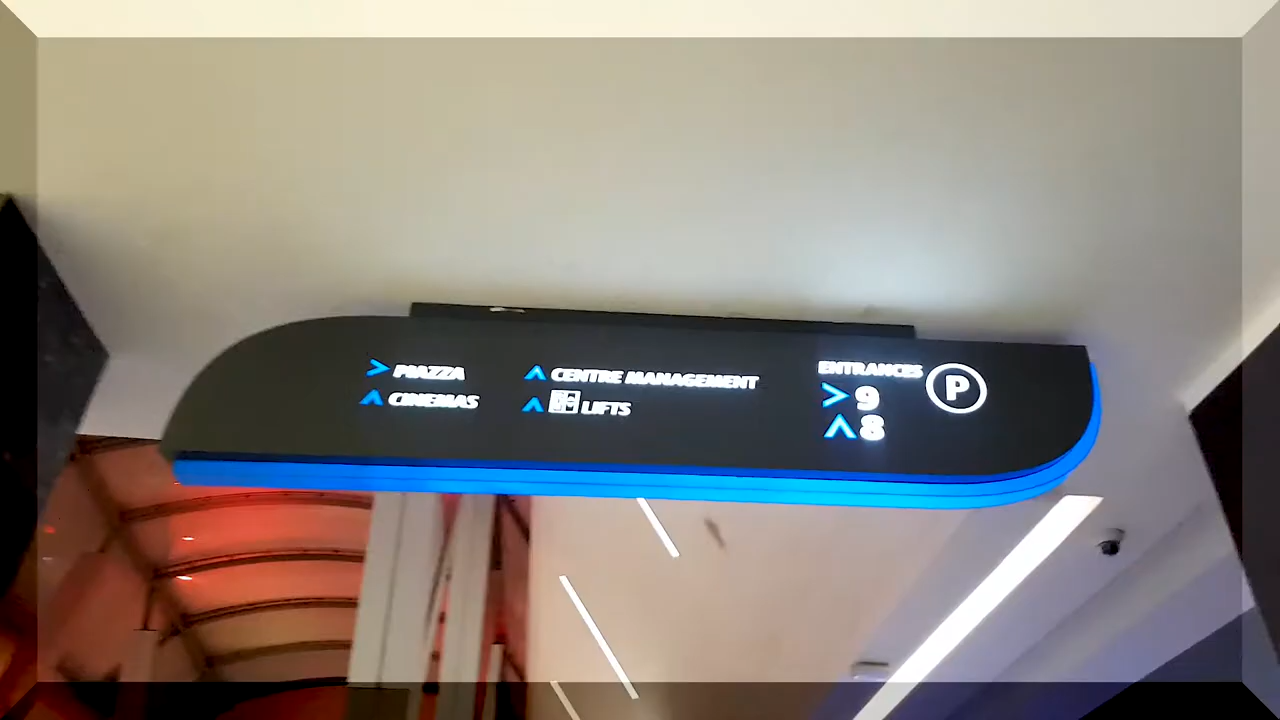 > PIAZZA
CINEMAS
CENTRE MANAGEMENT
LIFTS
ENTRANCES
> 9
8
P